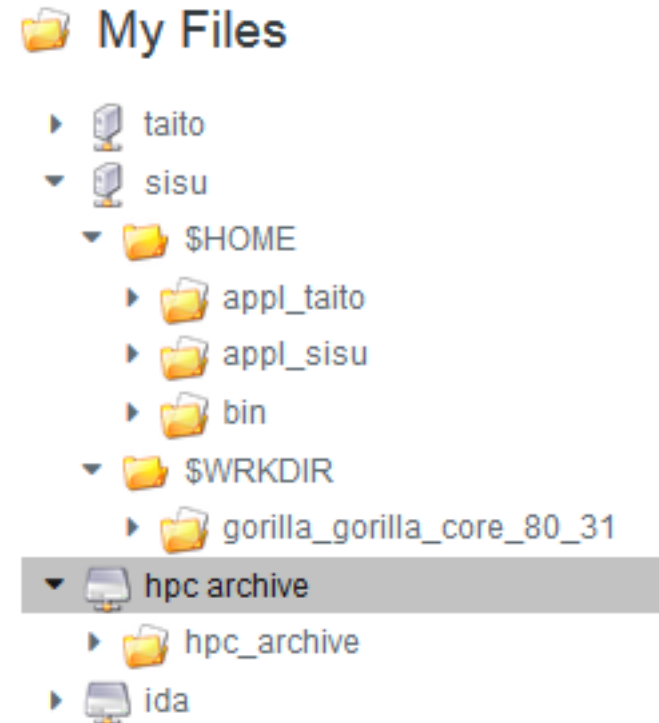 My Files
taito
sisu
$HOME
appl_taito
appl_sisu
bin
$WRKDIR
gorilla_gorilla_core_80_31
hpc archive
hpc_archive
ida